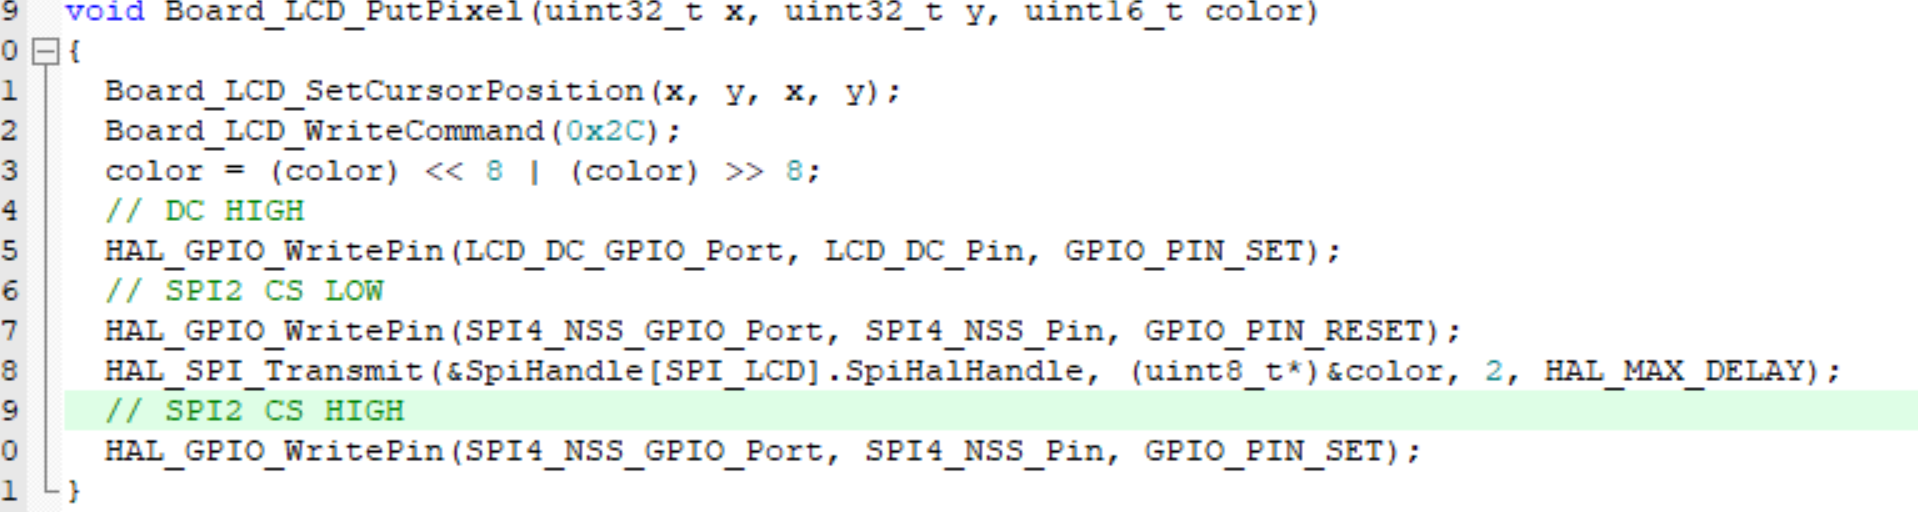 9 void Board_LCD_PutPixel(uint32_t x, uint32_t y, uint16_t color)
0 {
1 Board_LCD_SetCursorPosition(x, y, x, y);
2 Board_LCD_WriteCommand(0x2C);
3 color = (color) << 8 | (color) >> 8;
4 // DC HIGH
5 HAL_GPIO_WritePin(LCD_DC_GPIO_Port, LCD_DC_Pin, GPIO_PIN_SET);
6 // SPI2 CS LOW
7 HAL_GPIO_WritePin(SPI4_NSS_GPIO_Port, SPI4_NSS_Pin, GPIO_PIN_RESET);
8 HAL_SPI_Transmit(&SpiHandle[SPI_LCD].SpiHalHandle, (uint8_t*)&color, 2, HAL_MAX_DELAY);
9 // SPI2 CS HIGH
0 HAL_GPIO_WritePin(SPI4_NSS_GPIO_Port, SPI4_NSS_Pin, GPIO_PIN_SET);
1 }